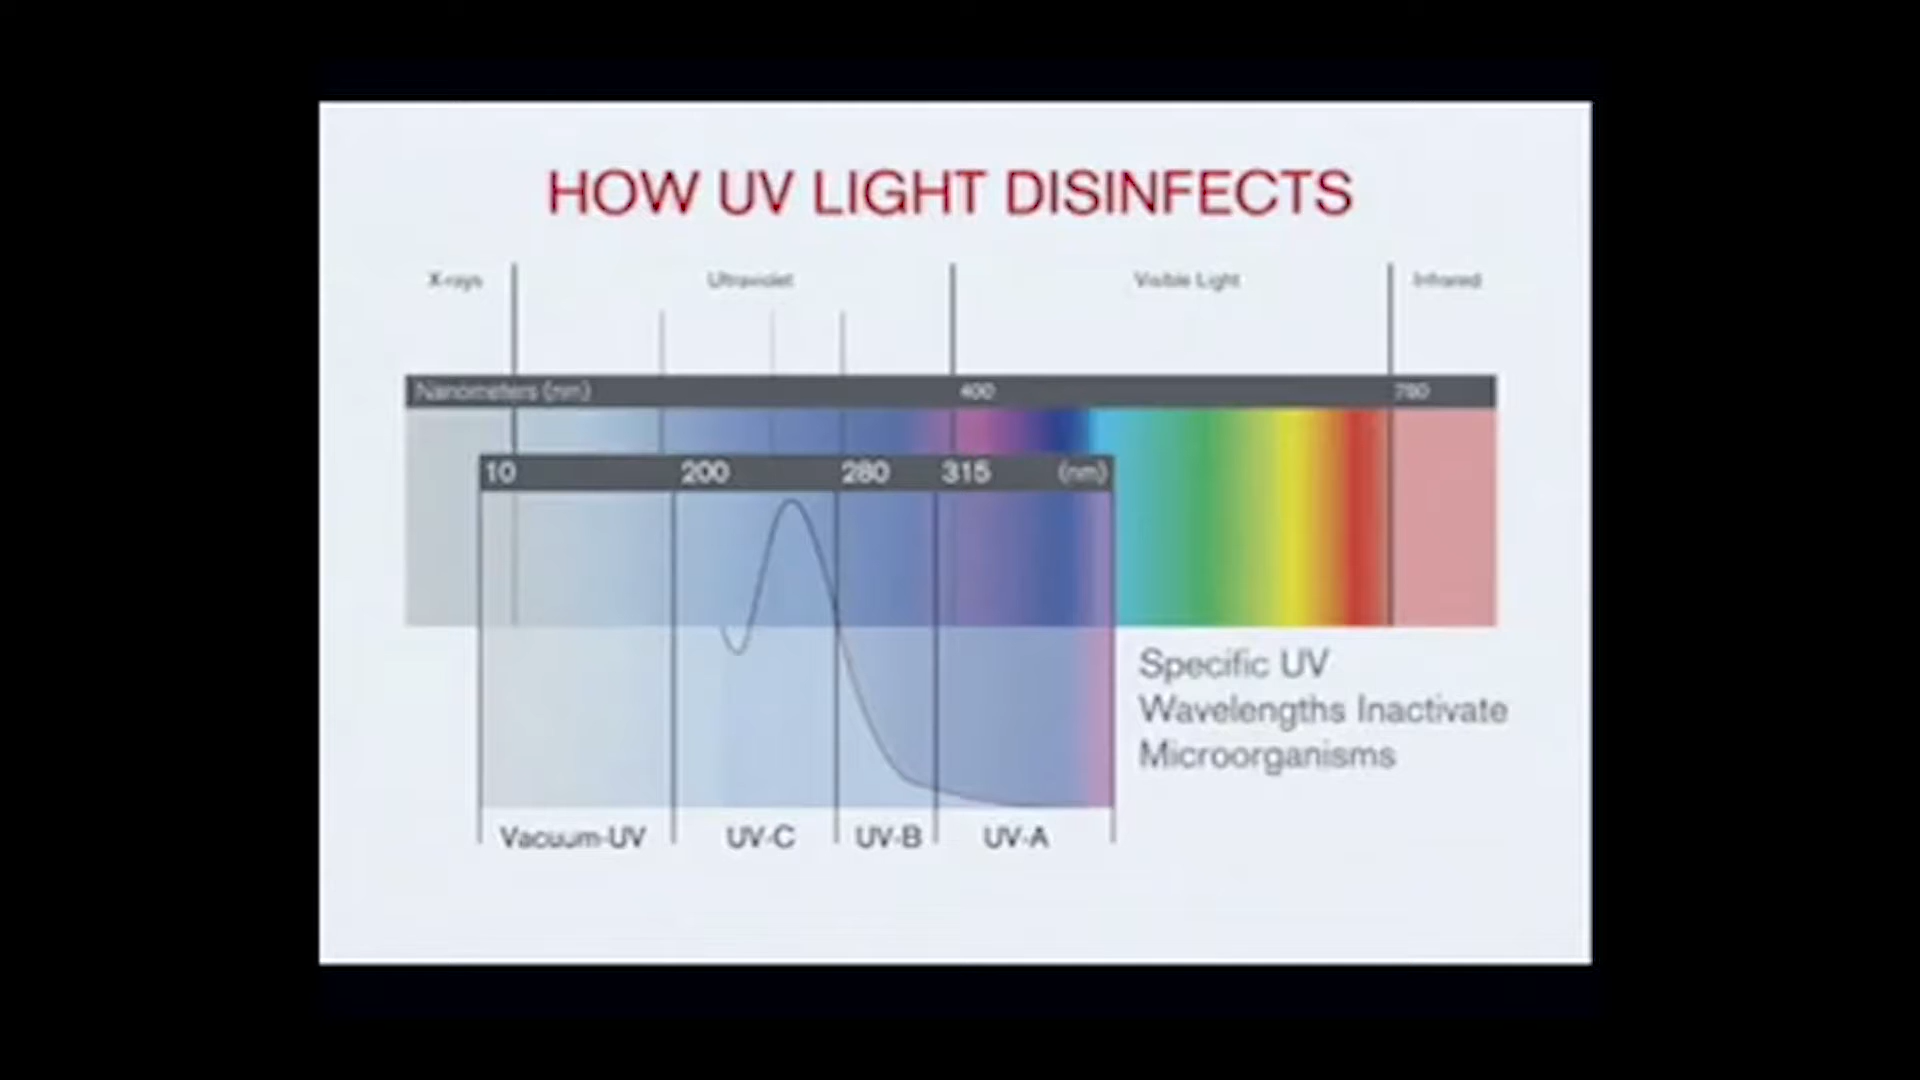 HOW UV LIGHT DISINFECTS
X-rays Ultraviolet Visible Light Infrared
Nanometers (nm) 400 780
10 200 280 315 (nm)
Specific UV
Wavelengths Inactivate
Microorganisms
Vacuum-UV UV-C UV-B UV-A